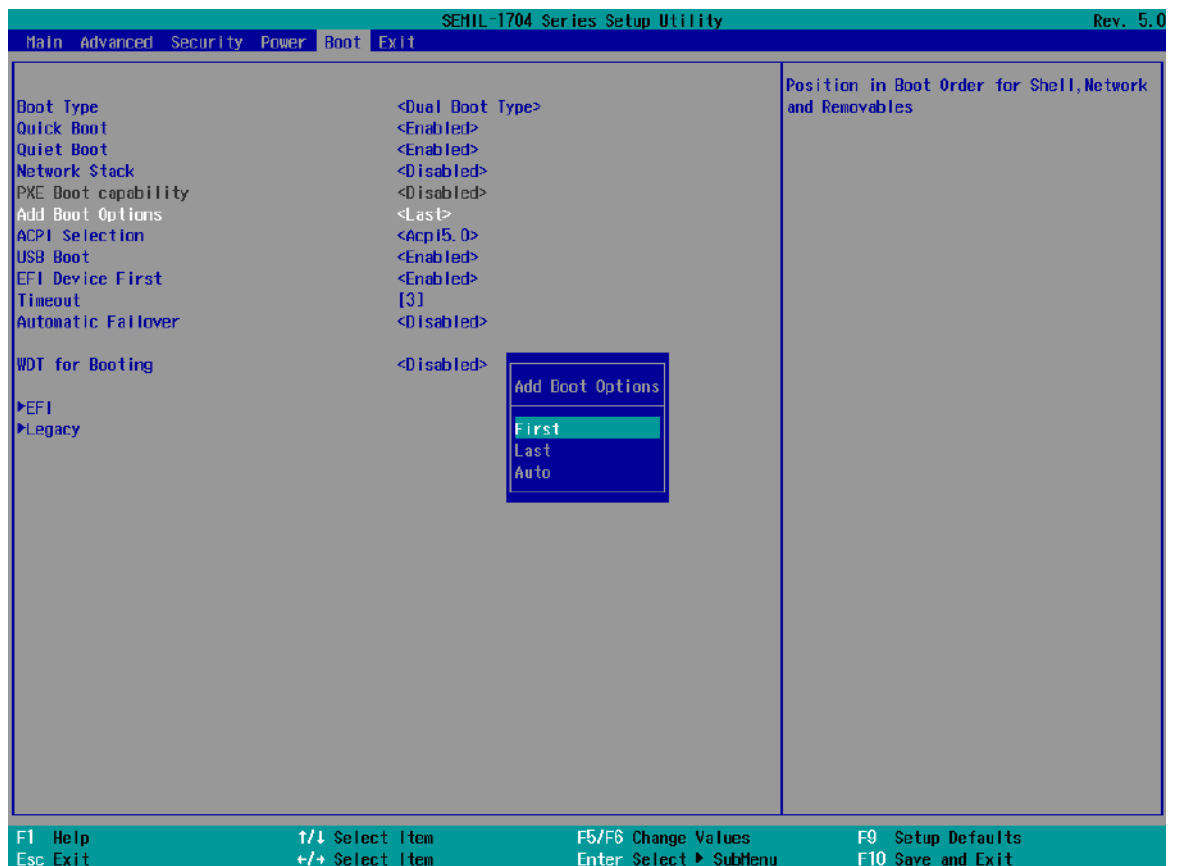 SEMIL-1704 Series Setup Utility Rev. 5.0
Main Advanced Security Power Boot Exit
Position in Boot Order for Shell,Network
and Removables
Boot Type <Dual Boot Type>
Quick Boot <Enabled>
Quiet Boot <Enabled>
Network Stack <Disabled>
PXE Boot capability <Disabled>
Add Boot Options <Last>
ACPI Selection <Acpi5.0>
USB Boot <Enabled>
EFI Device First <Enabled>
Timeout [3]
Automatic Failover <Disabled>
WDT for Booting <Disabled>
▶EFI
▶Legacy
Add Boot Options
First
Last
Auto
F1 Help ↑/↓ Select Item F5/F6 Change Values F9 Setup Defaults
Esc Exit ←/→ Select Item Enter Select ▶ SubMenu F10 Save and Exit